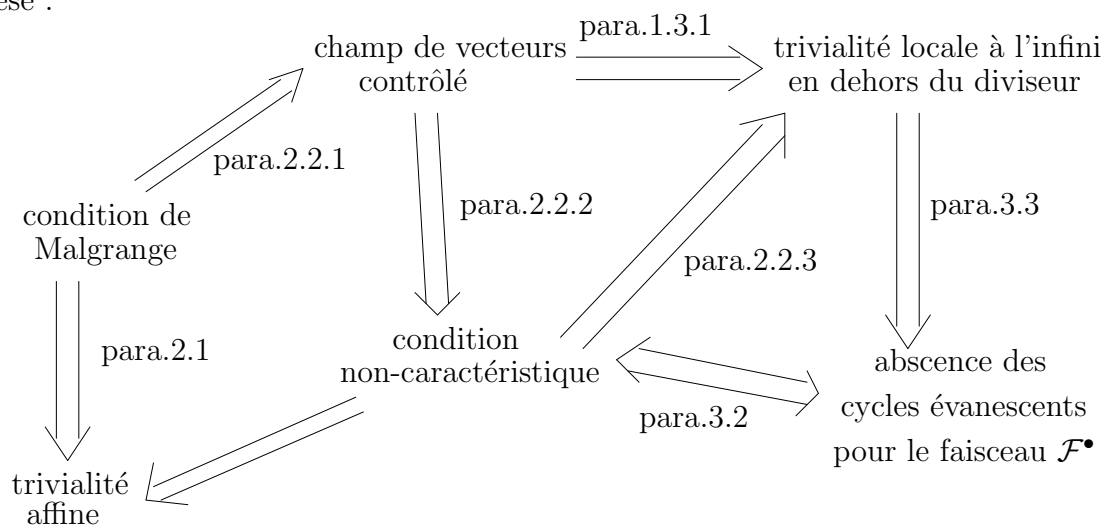 èse :
para.1.3.1
champ de vecteurs
contrôlé
trivialité locale à l'infini
en dehors du diviseur
para.2.2.1
para.2.2.2
para.3.3
condition de
Malgrange
para.2.2.3
para.2.1
condition
non-caractéristique
abscence des
cycles évanescents
pour le faisceau 𝓕•
para.3.2
trivialité
affine